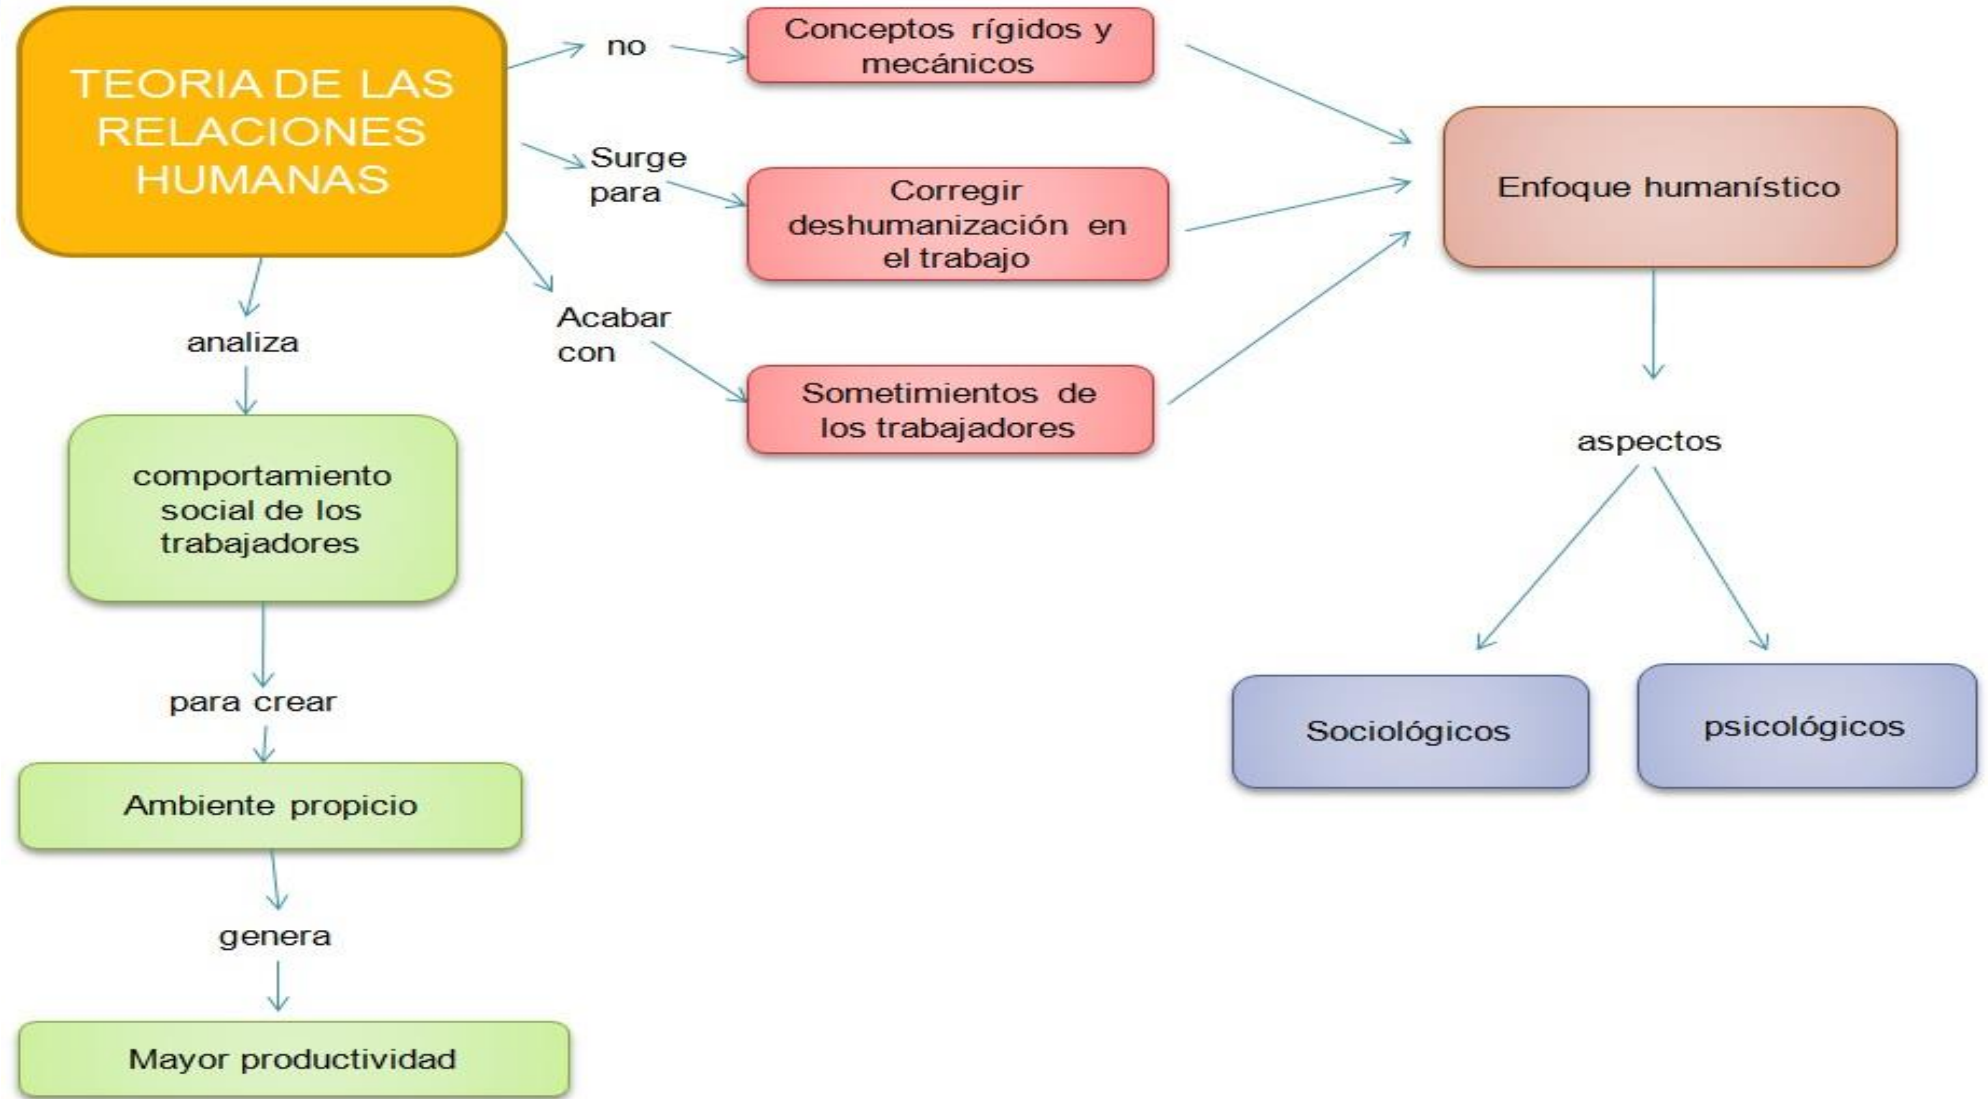 TEORIA DE LAS
RELACIONES
HUMANAS
no
Conceptos rígidos y
mecánicos
Surge
para
Corregir
deshumanización en
el trabajo
Acabar
con
Sometimientos de
los trabajadores
Enfoque humanístico
aspectos
Sociológicos
psicológicos
analiza
comportamiento
social de los
trabajadores
para crear
Ambiente propicio
genera
Mayor productividad